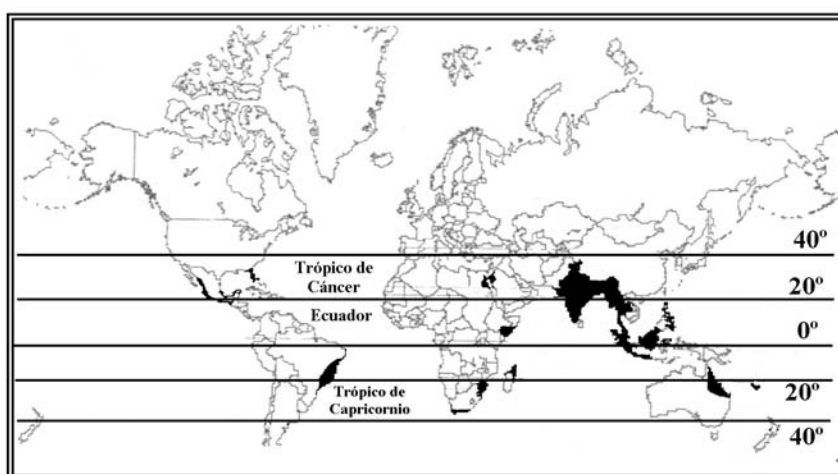 40º
Trópico de
Cáncer
20º
Ecuador
0º
20º
Trópico de
Capricornio
40º